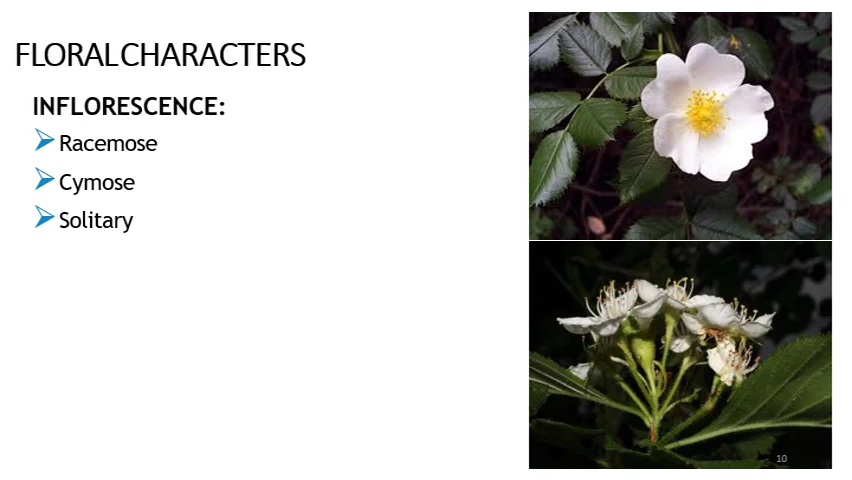 FLORAL CHARACTERS
INFLORESCENCE:
Racemose
Cymose
Solitary
10